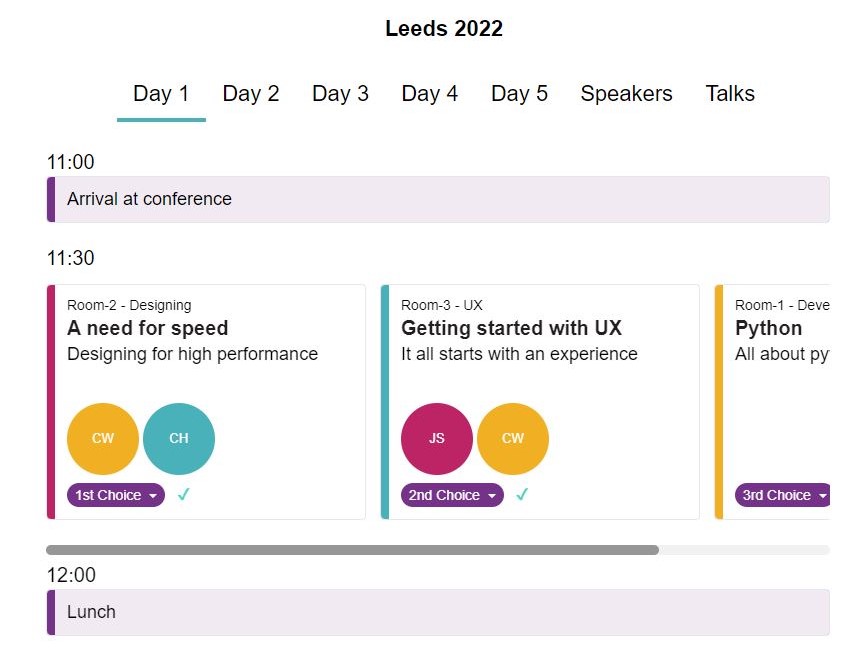 Leeds 2022
Day 1 Day 2 Day 3 Day 4 Day 5 Speakers Talks
11:00
Arrival at conference
11:30
Room-2 - Designing
A need for speed
Designing for high performance
CW CH
1st Choice
Room-3 - UX
Getting started with UX
It all starts with an experience
JS CW
2nd Choice
Room-1 - Deve
Python
All about py
3rd Choice
12:00
Lunch